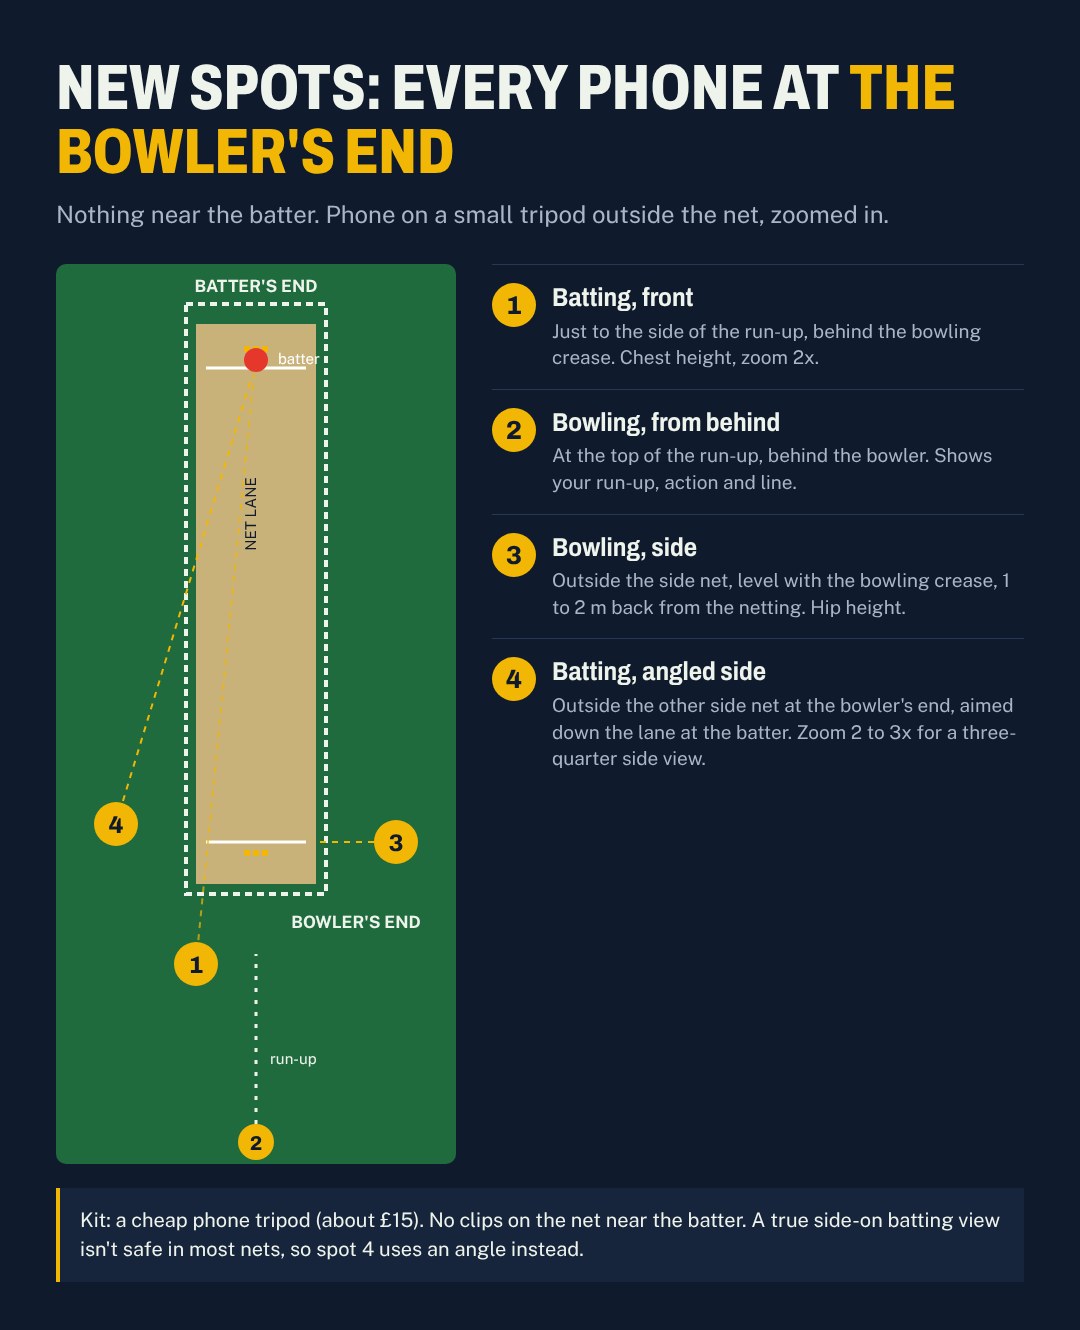 NEW SPOTS: EVERY PHONE AT THE
BOWLER'S END
Nothing near the batter. Phone on a small tripod outside the net, zoomed in.
BATTER'S END
batter
NET LANE
4
3
BOWLER'S END
1
run-up
2
1
Batting, front
Just to the side of the run-up, behind the bowling
crease. Chest height, zoom 2x.
2
Bowling, from behind
At the top of the run-up, behind the bowler. Shows
your run-up, action and line.
3
Bowling, side
Outside the side net, level with the bowling crease, 1
to 2 m back from the netting. Hip height.
4
Batting, angled side
Outside the other side net at the bowler's end, aimed
down the lane at the batter. Zoom 2 to 3x for a three-
quarter side view.
Kit: a cheap phone tripod (about £15). No clips on the net near the batter. A true side-on batting view
isn't safe in most nets, so spot 4 uses an angle instead.